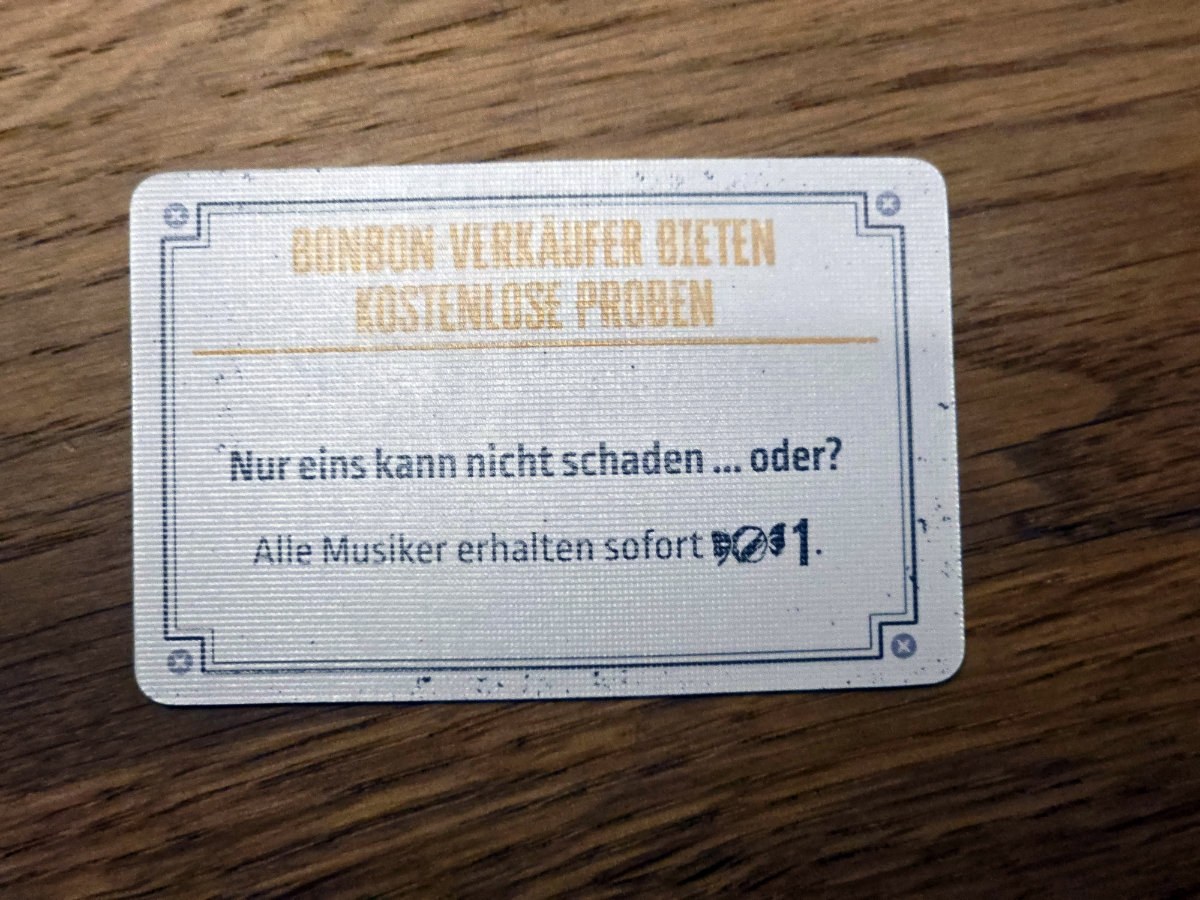 BONBON-VERKÄUFER BIETEN
KOSTENLOSE PROBEN
Nur eins kann nicht schaden ... oder?
Alle Musiker erhalten sofort 1.